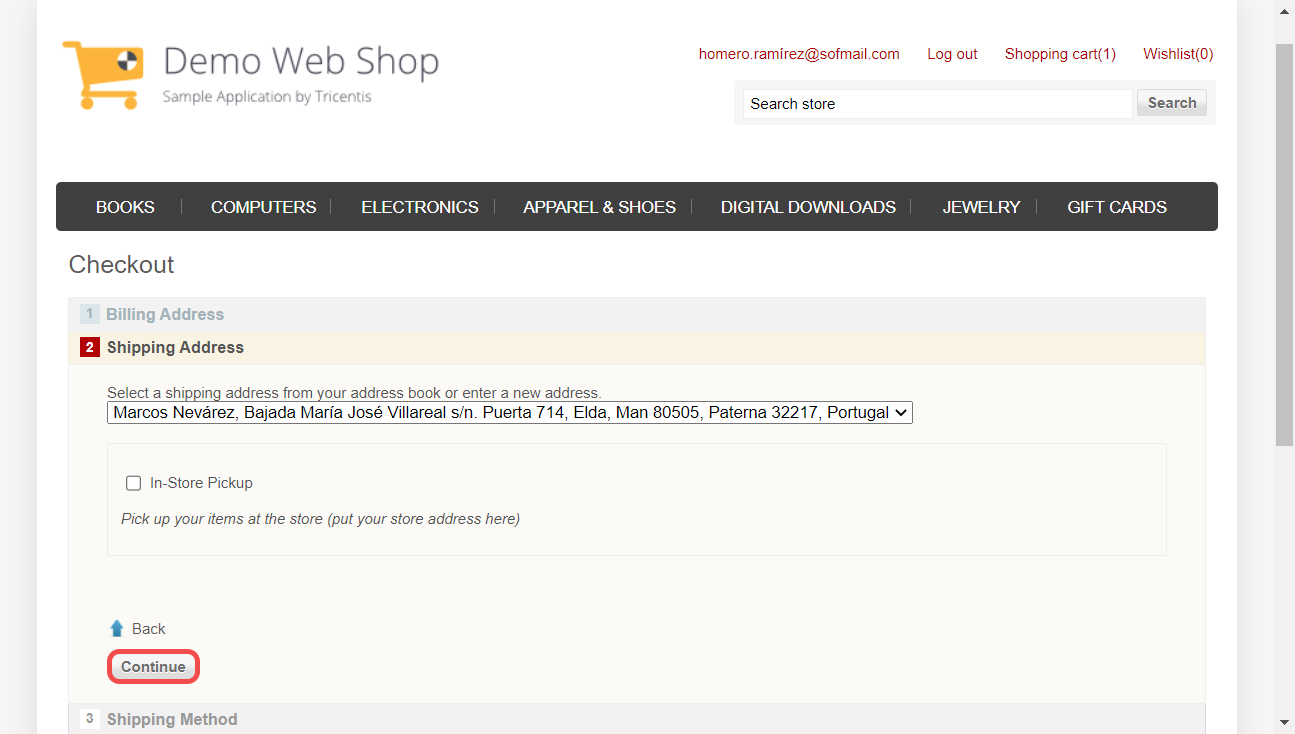 Demo Web Shop
Sample Application by Tricentis
homero.ramírez@sofmail.com Log out Shopping cart(1) Wishlist(0)
Search store Search
BOOKS COMPUTERS ELECTRONICS APPAREL & SHOES DIGITAL DOWNLOADS JEWELRY GIFT CARDS
Checkout
1 Billing Address
2 Shipping Address
Select a shipping address from your address book or enter a new address.
Marcos Nevárez, Bajada María José Villareal s/n. Puerta 714, Elda, Man 80505, Paterna 32217, Portugal
In-Store Pickup
Pick up your items at the store (put your store address here)
Back
Continue
3 Shipping Method